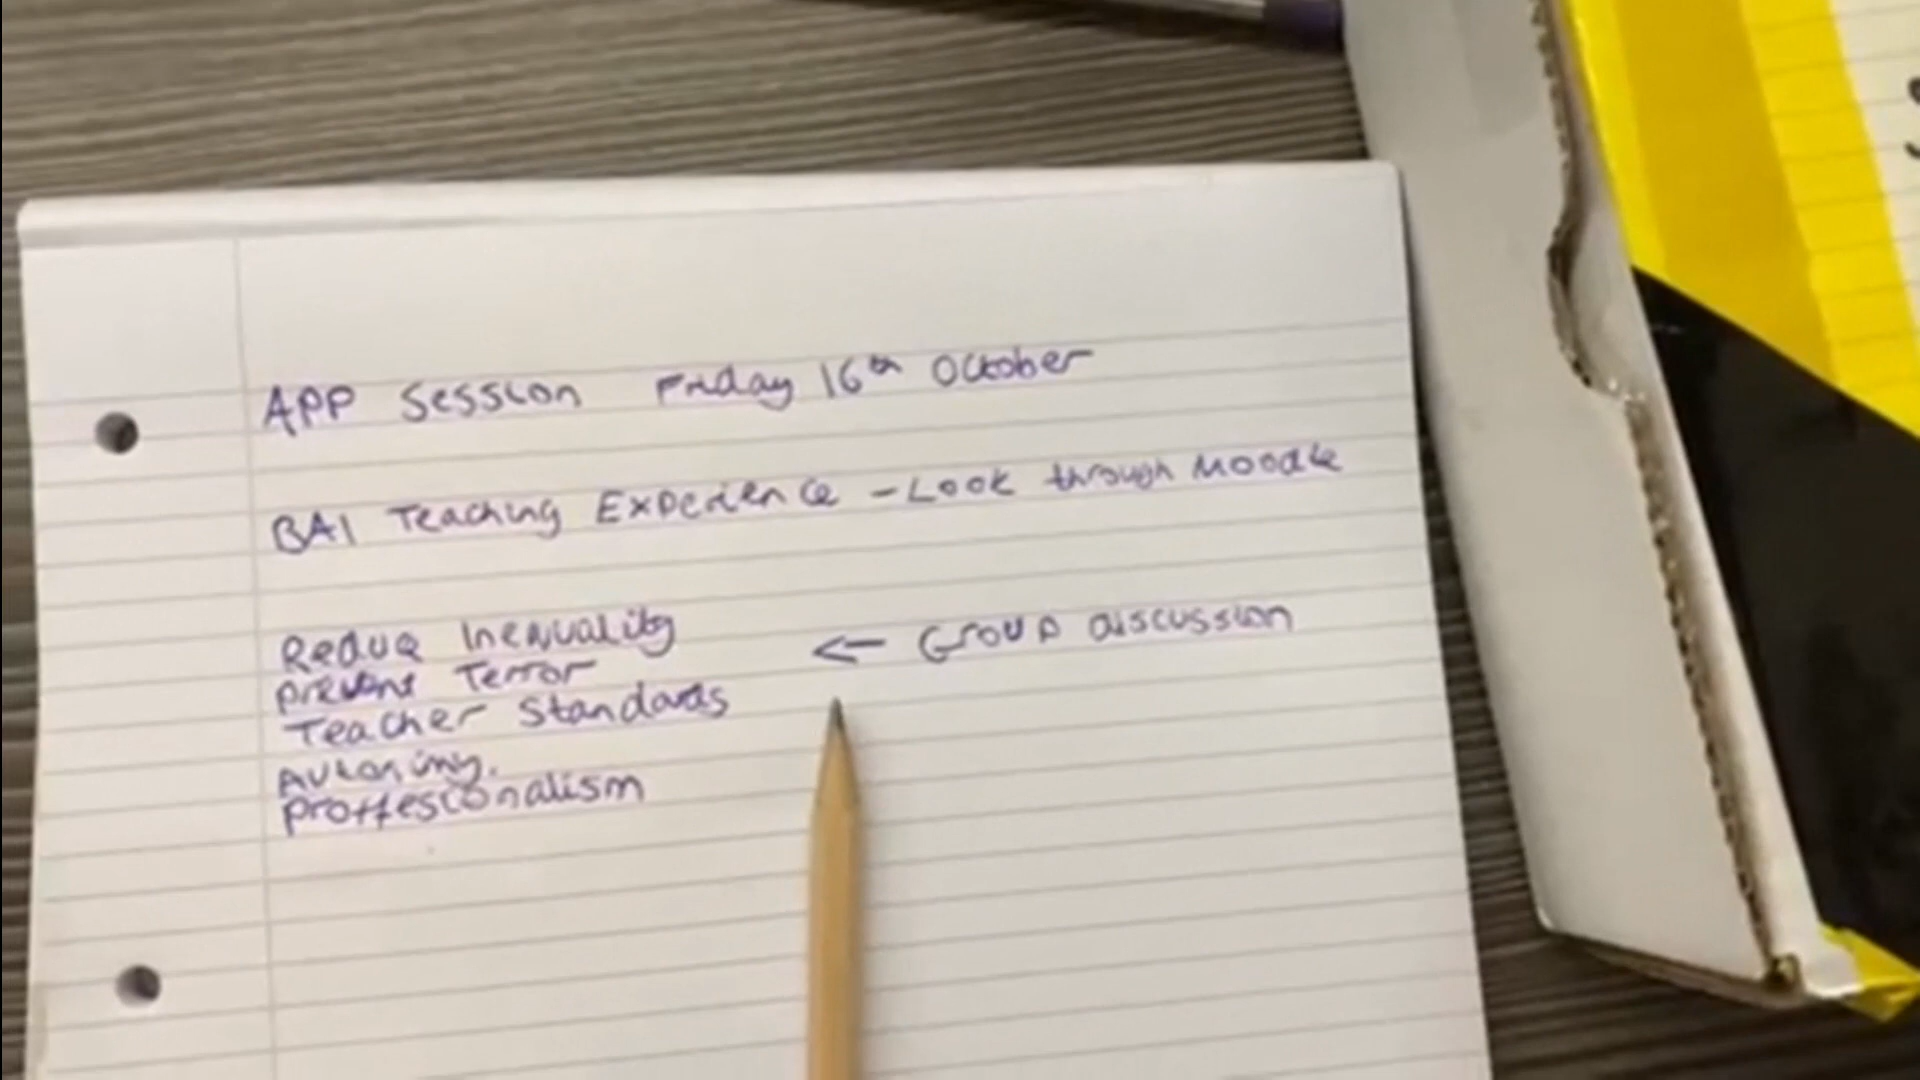 APP Session Friday 16th October
BA1 Teaching Experience - Look through Moodle
Reduce Inequality ← Group discussion
prevent Terror
Teacher Standards
Autonimy.
Proffesionalism